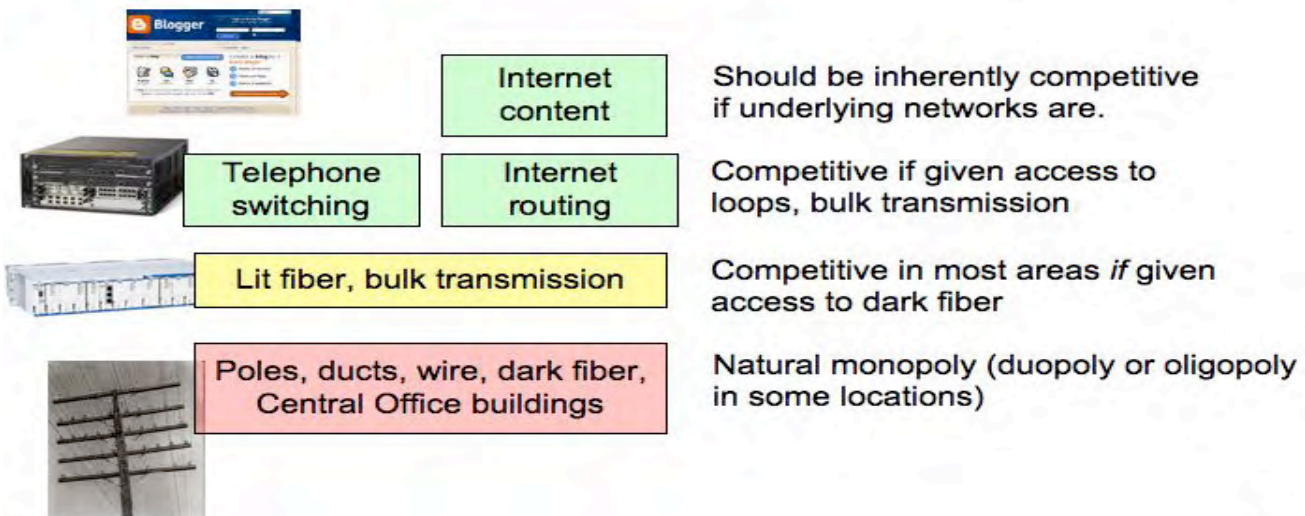 Blogger
Internet
content
Should be inherently competitive
if underlying networks are.
Telephone
switching
Internet
routing
Competitive if given access to
loops, bulk transmission
Lit fiber, bulk transmission
Competitive in most areas if given
access to dark fiber
Poles, ducts, wire, dark fiber,
Central Office buildings
Natural monopoly (duopoly or oligopoly
in some locations)